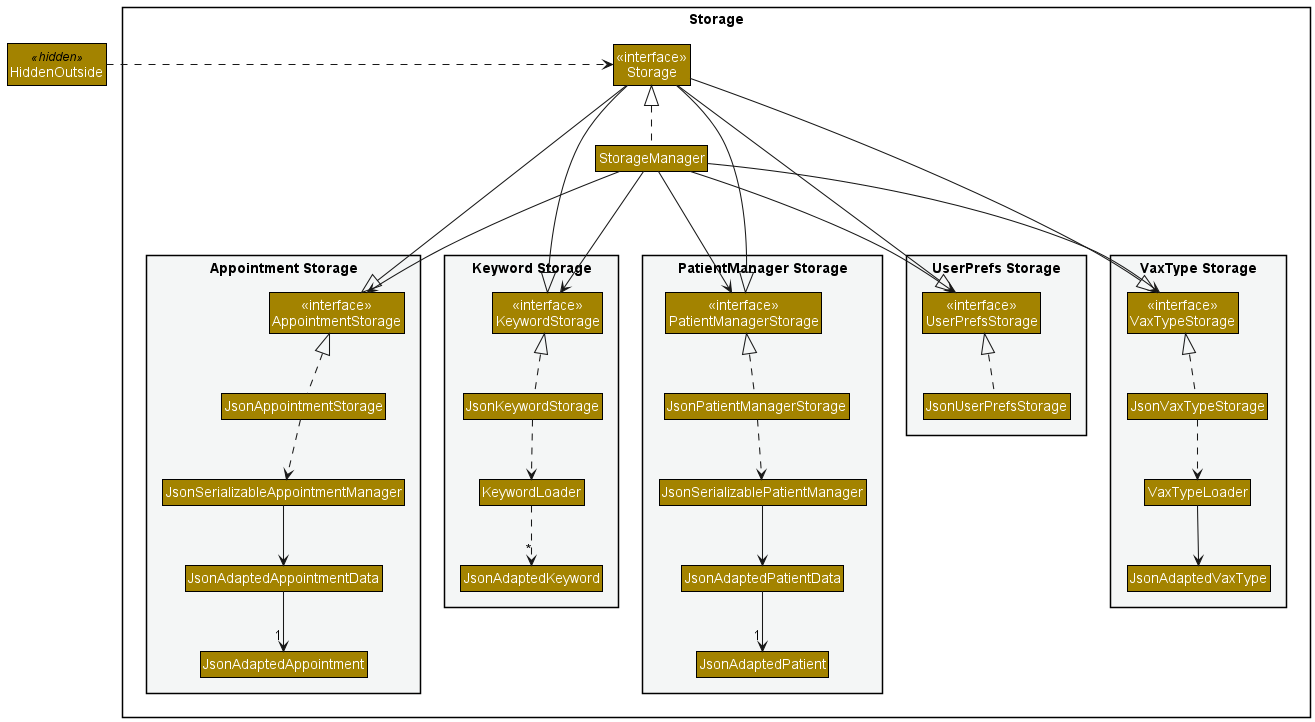 Storage
«hidden»
HiddenOutside
«interface»
Storage
StorageManager
Appointment Storage
«interface»
AppointmentStorage
JsonAppointmentStorage
JsonSerializableAppointmentManager
JsonAdaptedAppointmentData
1
JsonAdaptedAppointment
Keyword Storage
«interface»
KeywordStorage
JsonKeywordStorage
KeywordLoader
*
JsonAdaptedKeyword
PatientManager Storage
«interface»
PatientManagerStorage
JsonPatientManagerStorage
JsonSerializablePatientManager
JsonAdaptedPatientData
1
JsonAdaptedPatient
UserPrefs Storage
«interface»
UserPrefsStorage
JsonUserPrefsStorage
VaxType Storage
«interface»
VaxTypeStorage
JsonVaxTypeStorage
VaxTypeLoader
JsonAdaptedVaxType